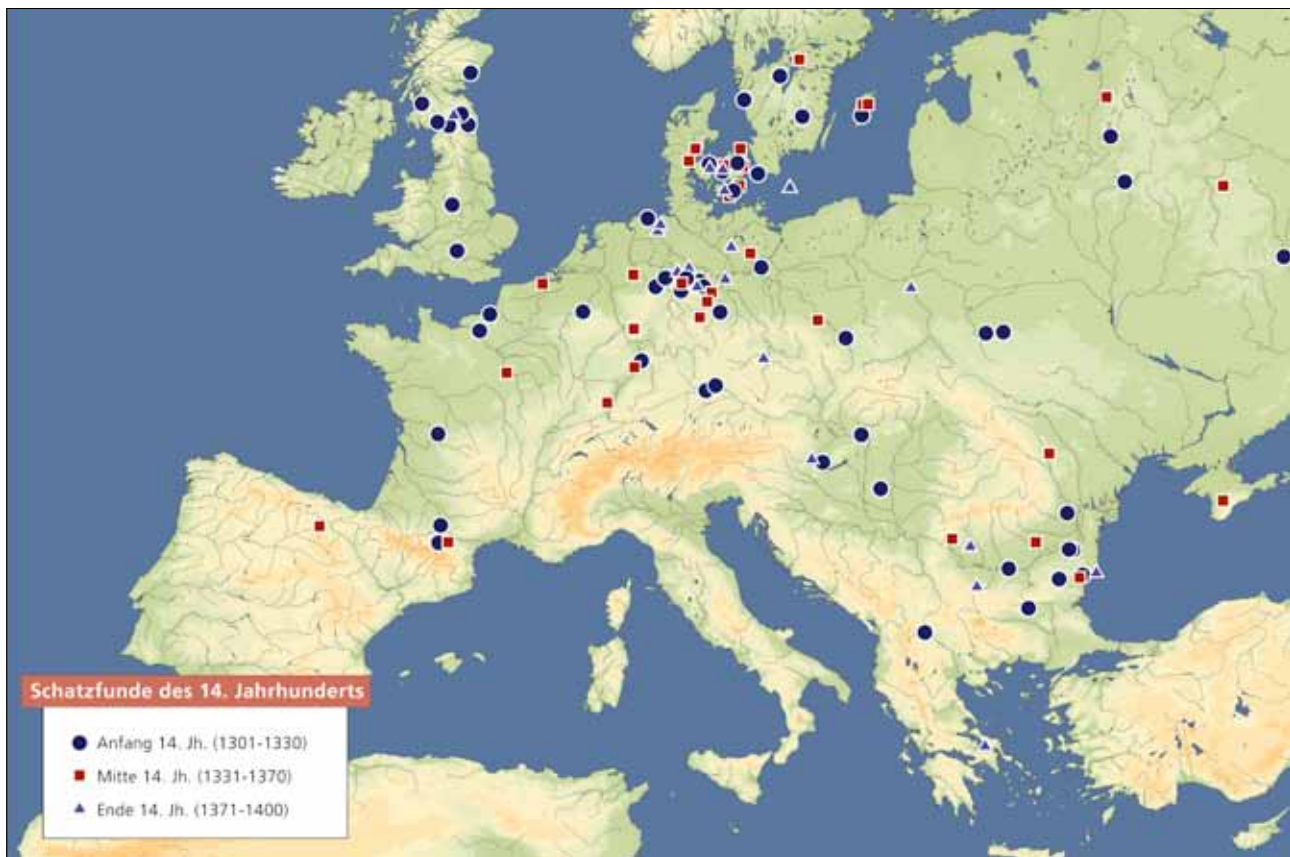 Schatzfunde des 14. Jahrhunderts
Anfang 14. Jh. (1301-1330)
Mitte 14. Jh. (1331-1370)
Ende 14. Jh. (1371-1400)